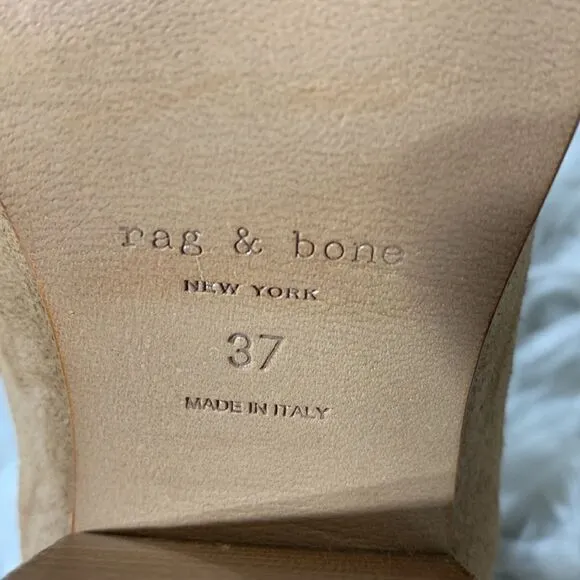 rag & bone
NEW YORK
37
MADE IN ITALY